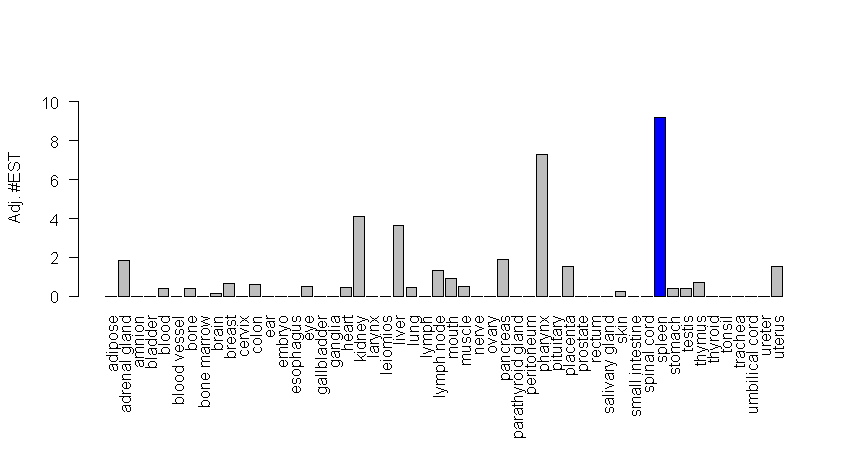 Adj. #EST
10
8
6
4
2
0
adipose
adrenal gland
amnion
bladder
blood
blood vessel
bone
bone marrow
brain
breast
cervix
colon
ear
embryo
esophagus
eye
gallbladder
ganglia
heart
kidney
larynx
leiomios
liver
lung
lymph
lymph node
mouth
muscle
nerve
ovary
pancreas
parathyroid gland
peritoneum
pharynx
pituitary
placenta
prostate
rectum
salivary gland
skin
small intestine
spinal cord
spleen
stomach
testis
thymus
thyroid
tonsil
trachea
umbilical cord
ureter
uterus